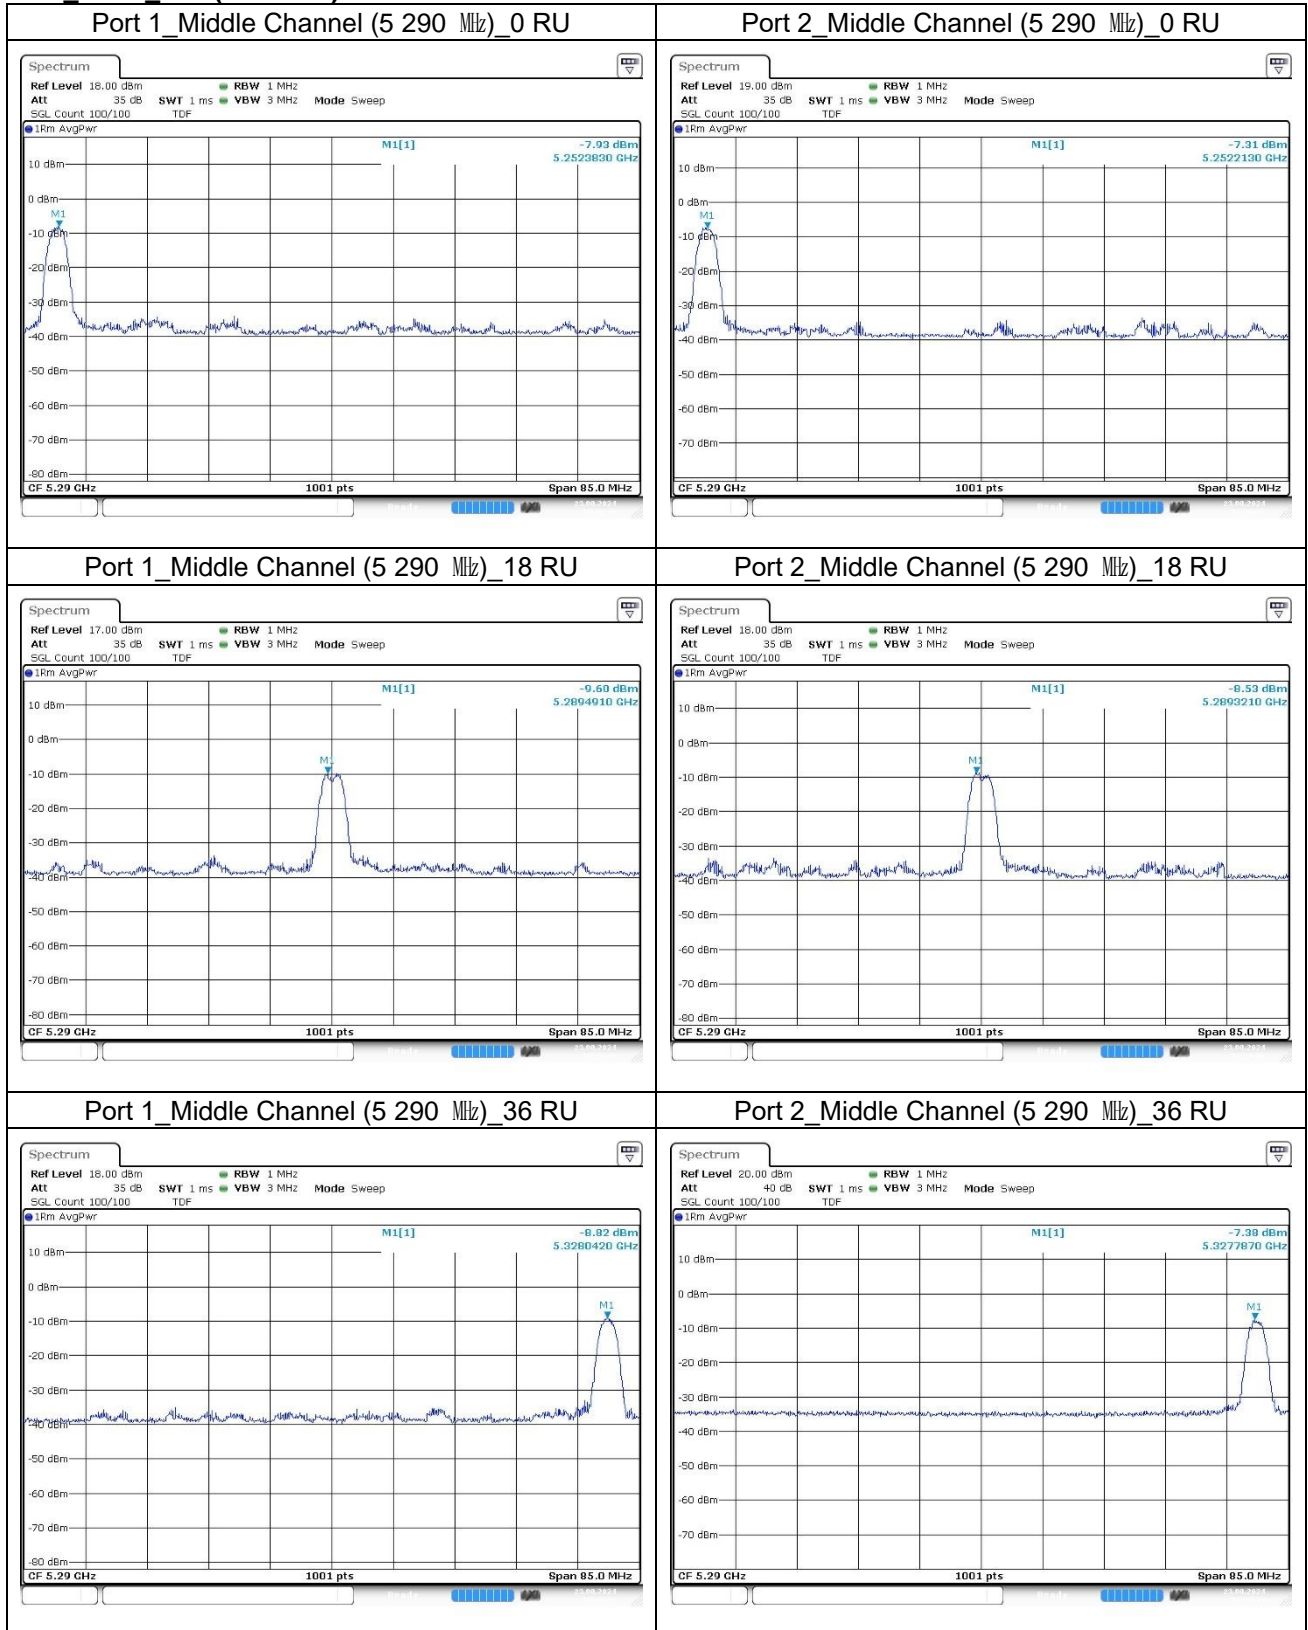 Port 1_Middle Channel (5 290 ㎒)_0 RU
Port 2_Middle Channel (5 290 ㎒)_0 RU
Spectrum
Ref Level 18.00 dBm RBW 1 MHz
Att 35 dB SWT 1 ms VBW 3 MHz Mode Sweep
SGL Count 100/100 TDF
1Rm AvgPwr
M1[1] -7.93 dBm
5.2523830 GHz
10 dBm
0 dBm
M1
-10 dBm
-20 dBm
-30 dBm
-40 dBm
-50 dBm
-60 dBm
-70 dBm
-80 dBm
CF 5.29 GHz 1001 pts Span 85.0 MHz
Spectrum
Ref Level 19.00 dBm RBW 1 MHz
Att 35 dB SWT 1 ms VBW 3 MHz Mode Sweep
SGL Count 100/100 TDF
1Rm AvgPwr
M1[1] -7.31 dBm
5.2522130 GHz
10 dBm
0 dBm
M1
-10 dBm
-20 dBm
-30 dBm
-40 dBm
-50 dBm
-60 dBm
-70 dBm
CF 5.29 GHz 1001 pts Span 85.0 MHz
Port 1_Middle Channel (5 290 ㎒)_18 RU
Port 2_Middle Channel (5 290 ㎒)_18 RU
Spectrum
Ref Level 17.00 dBm RBW 1 MHz
Att 35 dB SWT 1 ms VBW 3 MHz Mode Sweep
SGL Count 100/100 TDF
1Rm AvgPwr
M1[1] -9.60 dBm
5.2894910 GHz
10 dBm
0 dBm
M1
-10 dBm
-20 dBm
-30 dBm
-40 dBm
-50 dBm
-60 dBm
-70 dBm
-80 dBm
CF 5.29 GHz 1001 pts Span 85.0 MHz
Spectrum
Ref Level 18.00 dBm RBW 1 MHz
Att 35 dB SWT 1 ms VBW 3 MHz Mode Sweep
SGL Count 100/100 TDF
1Rm AvgPwr
M1[1] -8.53 dBm
5.2893210 GHz
10 dBm
0 dBm
M1
-10 dBm
-20 dBm
-30 dBm
-40 dBm
-50 dBm
-60 dBm
-70 dBm
-80 dBm
CF 5.29 GHz 1001 pts Span 85.0 MHz
Port 1_Middle Channel (5 290 ㎒)_36 RU
Port 2_Middle Channel (5 290 ㎒)_36 RU
Spectrum
Ref Level 18.00 dBm RBW 1 MHz
Att 35 dB SWT 1 ms VBW 3 MHz Mode Sweep
SGL Count 100/100 TDF
1Rm AvgPwr
M1[1] -8.82 dBm
5.3280420 GHz
10 dBm
0 dBm
M1
-10 dBm
-20 dBm
-30 dBm
-40 dBm
-50 dBm
-60 dBm
-70 dBm
-80 dBm
CF 5.29 GHz 1001 pts Span 85.0 MHz
Spectrum
Ref Level 20.00 dBm RBW 1 MHz
Att 40 dB SWT 1 ms VBW 3 MHz Mode Sweep
SGL Count 100/100 TDF
1Rm AvgPwr
M1[1] -7.38 dBm
5.3277870 GHz
10 dBm
0 dBm
M1
-10 dBm
-20 dBm
-30 dBm
-40 dBm
-50 dBm
-60 dBm
-70 dBm
CF 5.29 GHz 1001 pts Span 85.0 MHz